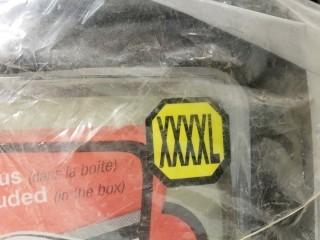 XXXXL
us (dans la boite)
uded (in the box)